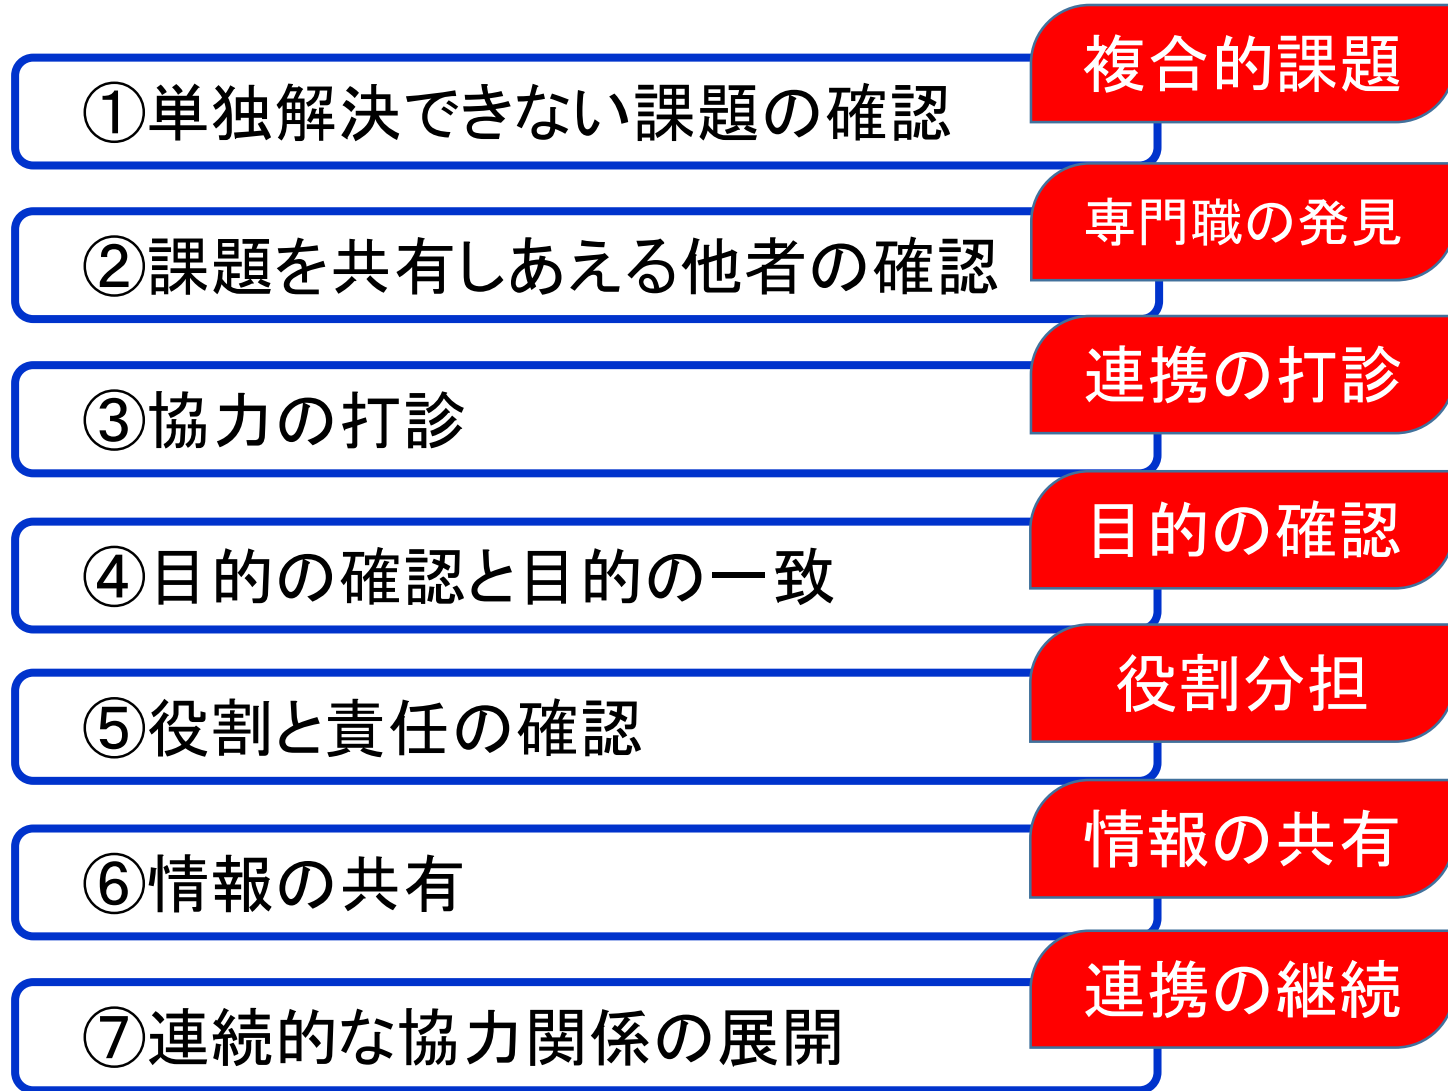 複合的課題
①単独解決できない課題の確認
専門職の発見
②課題を共有しあえる他者の確認
連携の打診
③協力の打診
目的の確認
④目的の確認と目的の一致
役割分担
⑤役割と責任の確認
情報の共有
⑥情報の共有
連携の継続
⑦連続的な協力関係の展開